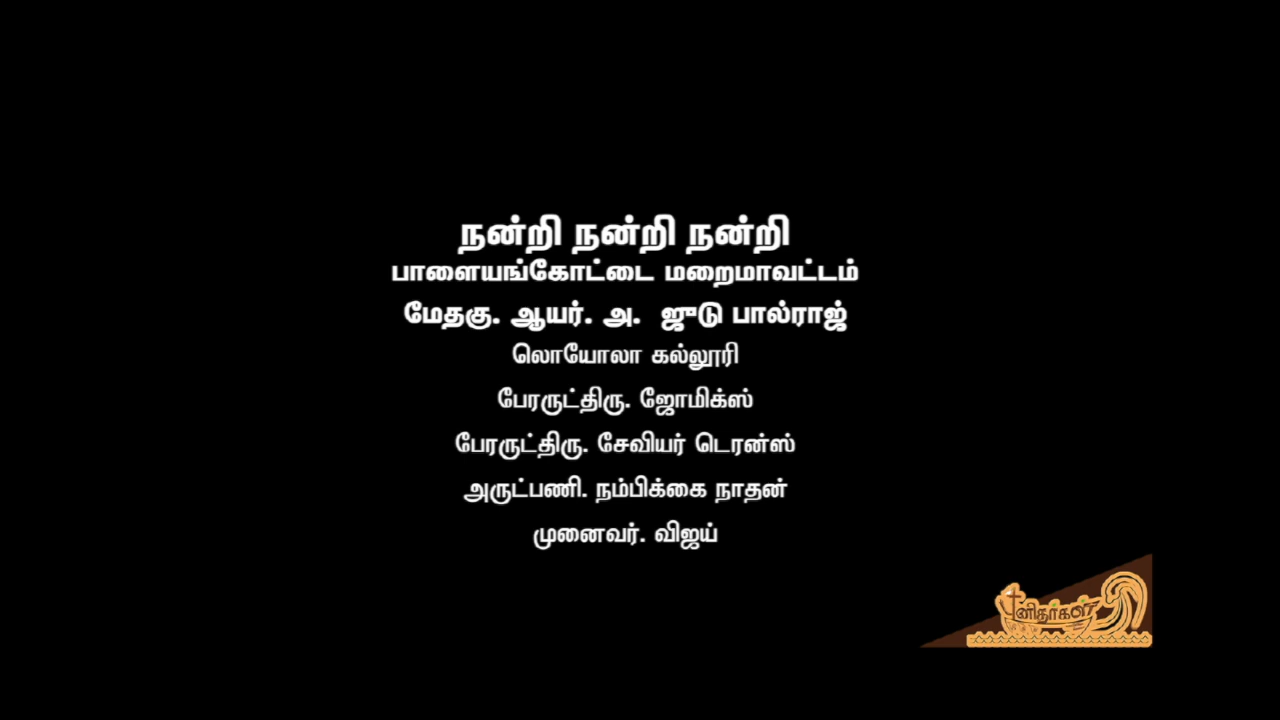 நன்றி நன்றி நன்றி
பாளையங்கோட்டை மறைமாவட்டம்
மேதகு. ஆயர். அ. ஜுடு பால்ராஜ்
லொயோலா கல்லூரி
பேரருட்திரு. ஜோமிக்ஸ்
பேரருட்திரு. சேவியர் டெரன்ஸ்
அருட்பணி. நம்பிக்கை நாதன்
முனைவர். விஜய்